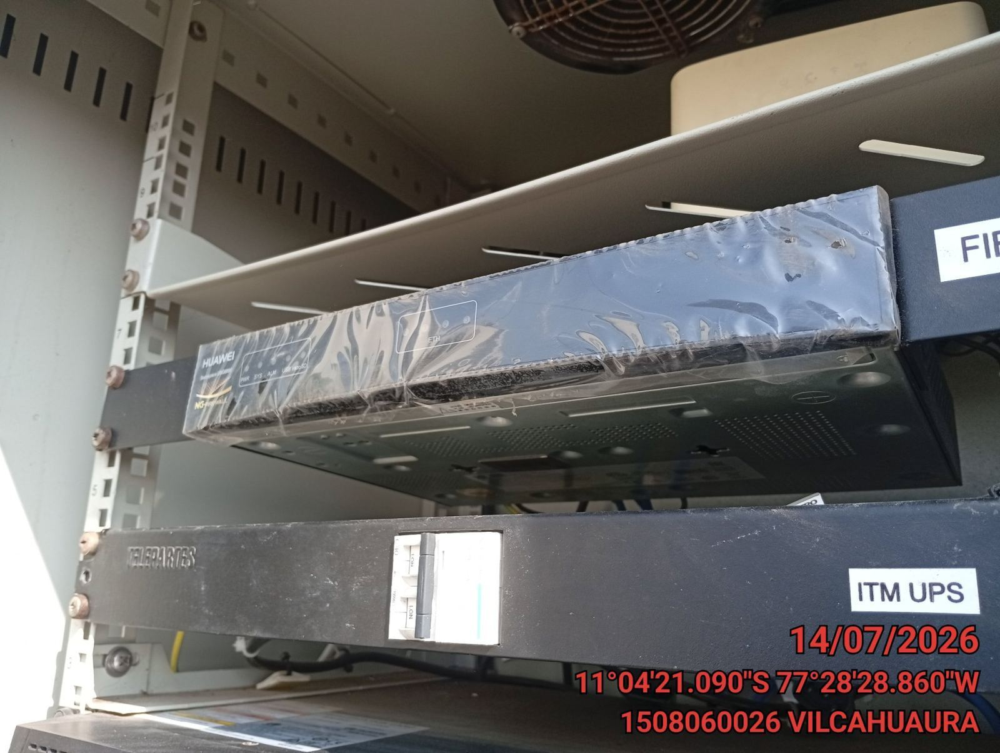 HUAWEI
NG
PWR SYS ALM
ETH
FI
TELEPARTES
ITM UPS
14/07/2026
11°04'21.090"S 77°28'28.860"W
1508060026 VILCAHUAURA